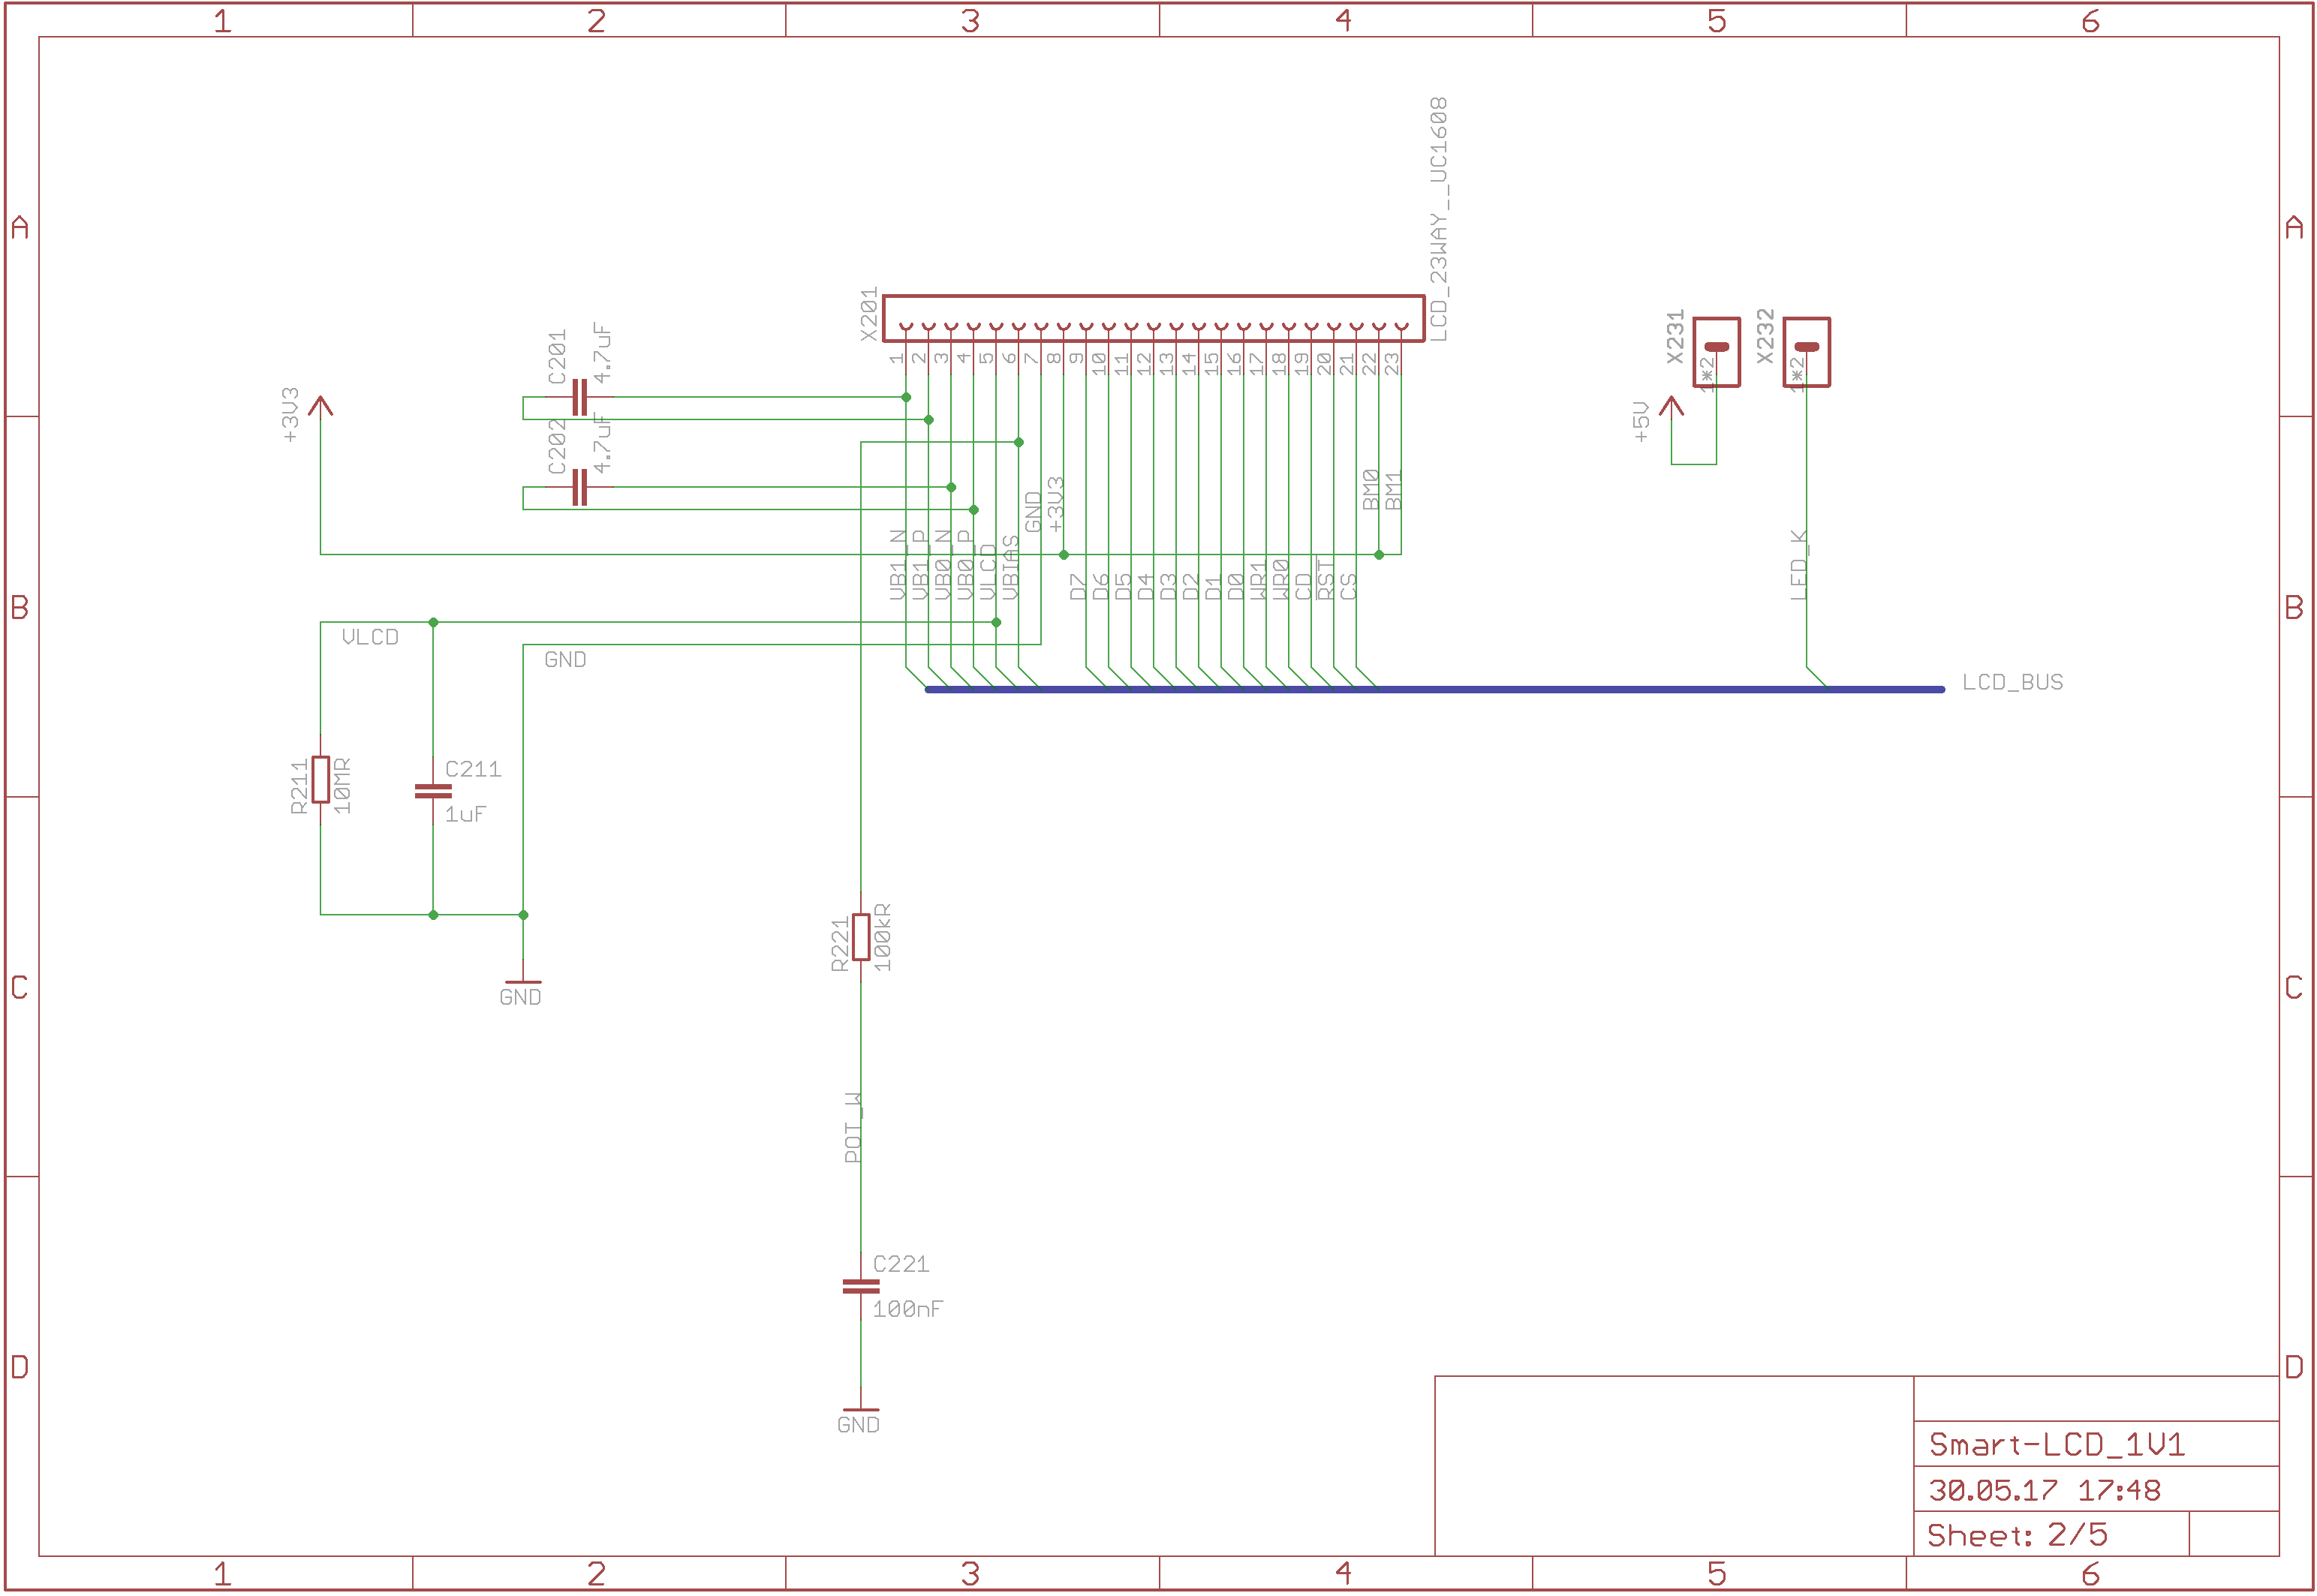 1 2 3 4 5 6
A A
LCD_23WAY__UC1608
X201
1 2 3 4 5 6 7 8 9 10 11 12 13 14 15 16 17 18 19 20 21 22 23
X231
1*2
X232
1*2
C201
4.7uF
C202
4.7uF
+3V3
+5V
GND
+3V3
BM0
BM1
VB1_N
VB1_P
VB0_N
VB0_P
VLCD
VBIAS
D7
D6
D5
D4
D3
D2
D1
D0
WR1
WR0
CD
RST
CS
LED_K
B B
VLCD
GND
LCD_BUS
R211
10MR
C211
1uF
R221
100kR
GND
C C
POT_W
C221
100nF
GND
D D
Smart-LCD_1V1
30.05.17 17:48
Sheet: 2/5
1 2 3 4 5 6